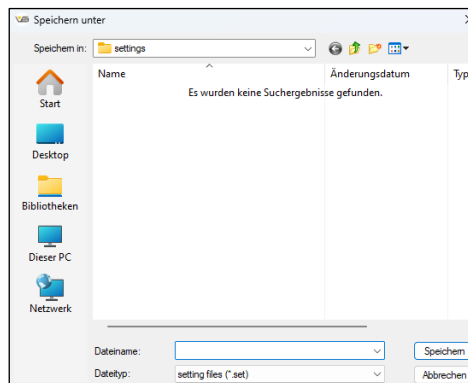 Speichern unter
Speichern in: settings
Name Änderungsdatum Typ
Es wurden keine Suchergebnisse gefunden.
Start
Desktop
Bibliotheken
Dieser PC
Netzwerk
Dateiname: Speichern
Dateityp: setting files (*.set) Abbrechen